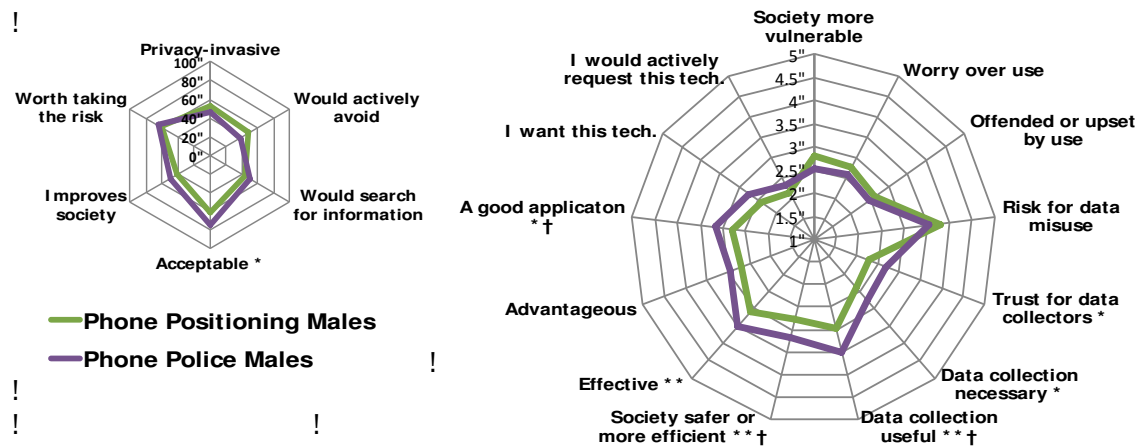 !
Privacy-invasive
100"
80"
60"
40"
20"
0"
Would actively
avoid
Would search
for information
Acceptable *
Improves
society
Worth taking
the risk
Phone Positioning Males
Phone Police Males
!
!
!
!
Society more
vulnerable
5"
4.5"
4"
3.5"
3"
2.5"
2"
1.5"
1"
Worry over use
Offended or upset
by use
Risk for data
misuse
Trust for data
collectors *
Data collection
necessary *
Data collection
useful **†
Society safer or
more efficient **†
Effective **
Advantageous
A good applicaton
*†
I want this tech.
I would actively
request this tech.